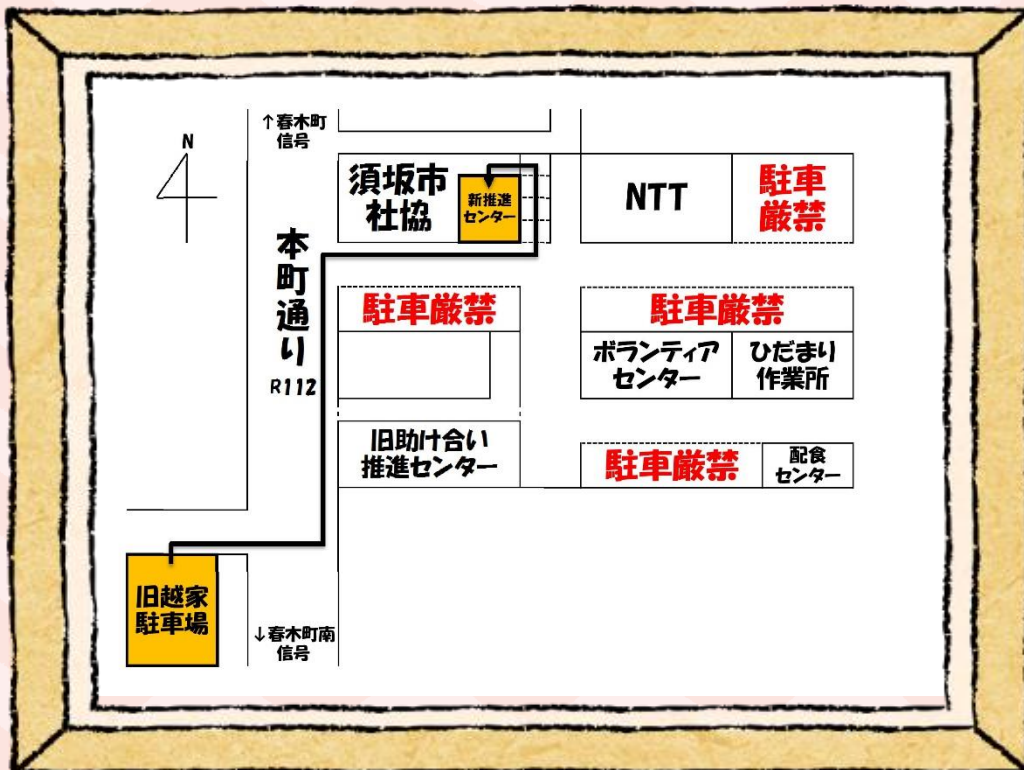 ↑春木町
信号
N
須坂市
社協
新推進
センター
NTT
駐車
厳禁
本町通り
R112
駐車厳禁
駐車厳禁
ボランティア
センター
ひだまり
作業所
旧助け合い
推進センター
駐車厳禁
配食
センター
旧越家
駐車場
↓春木町南
信号